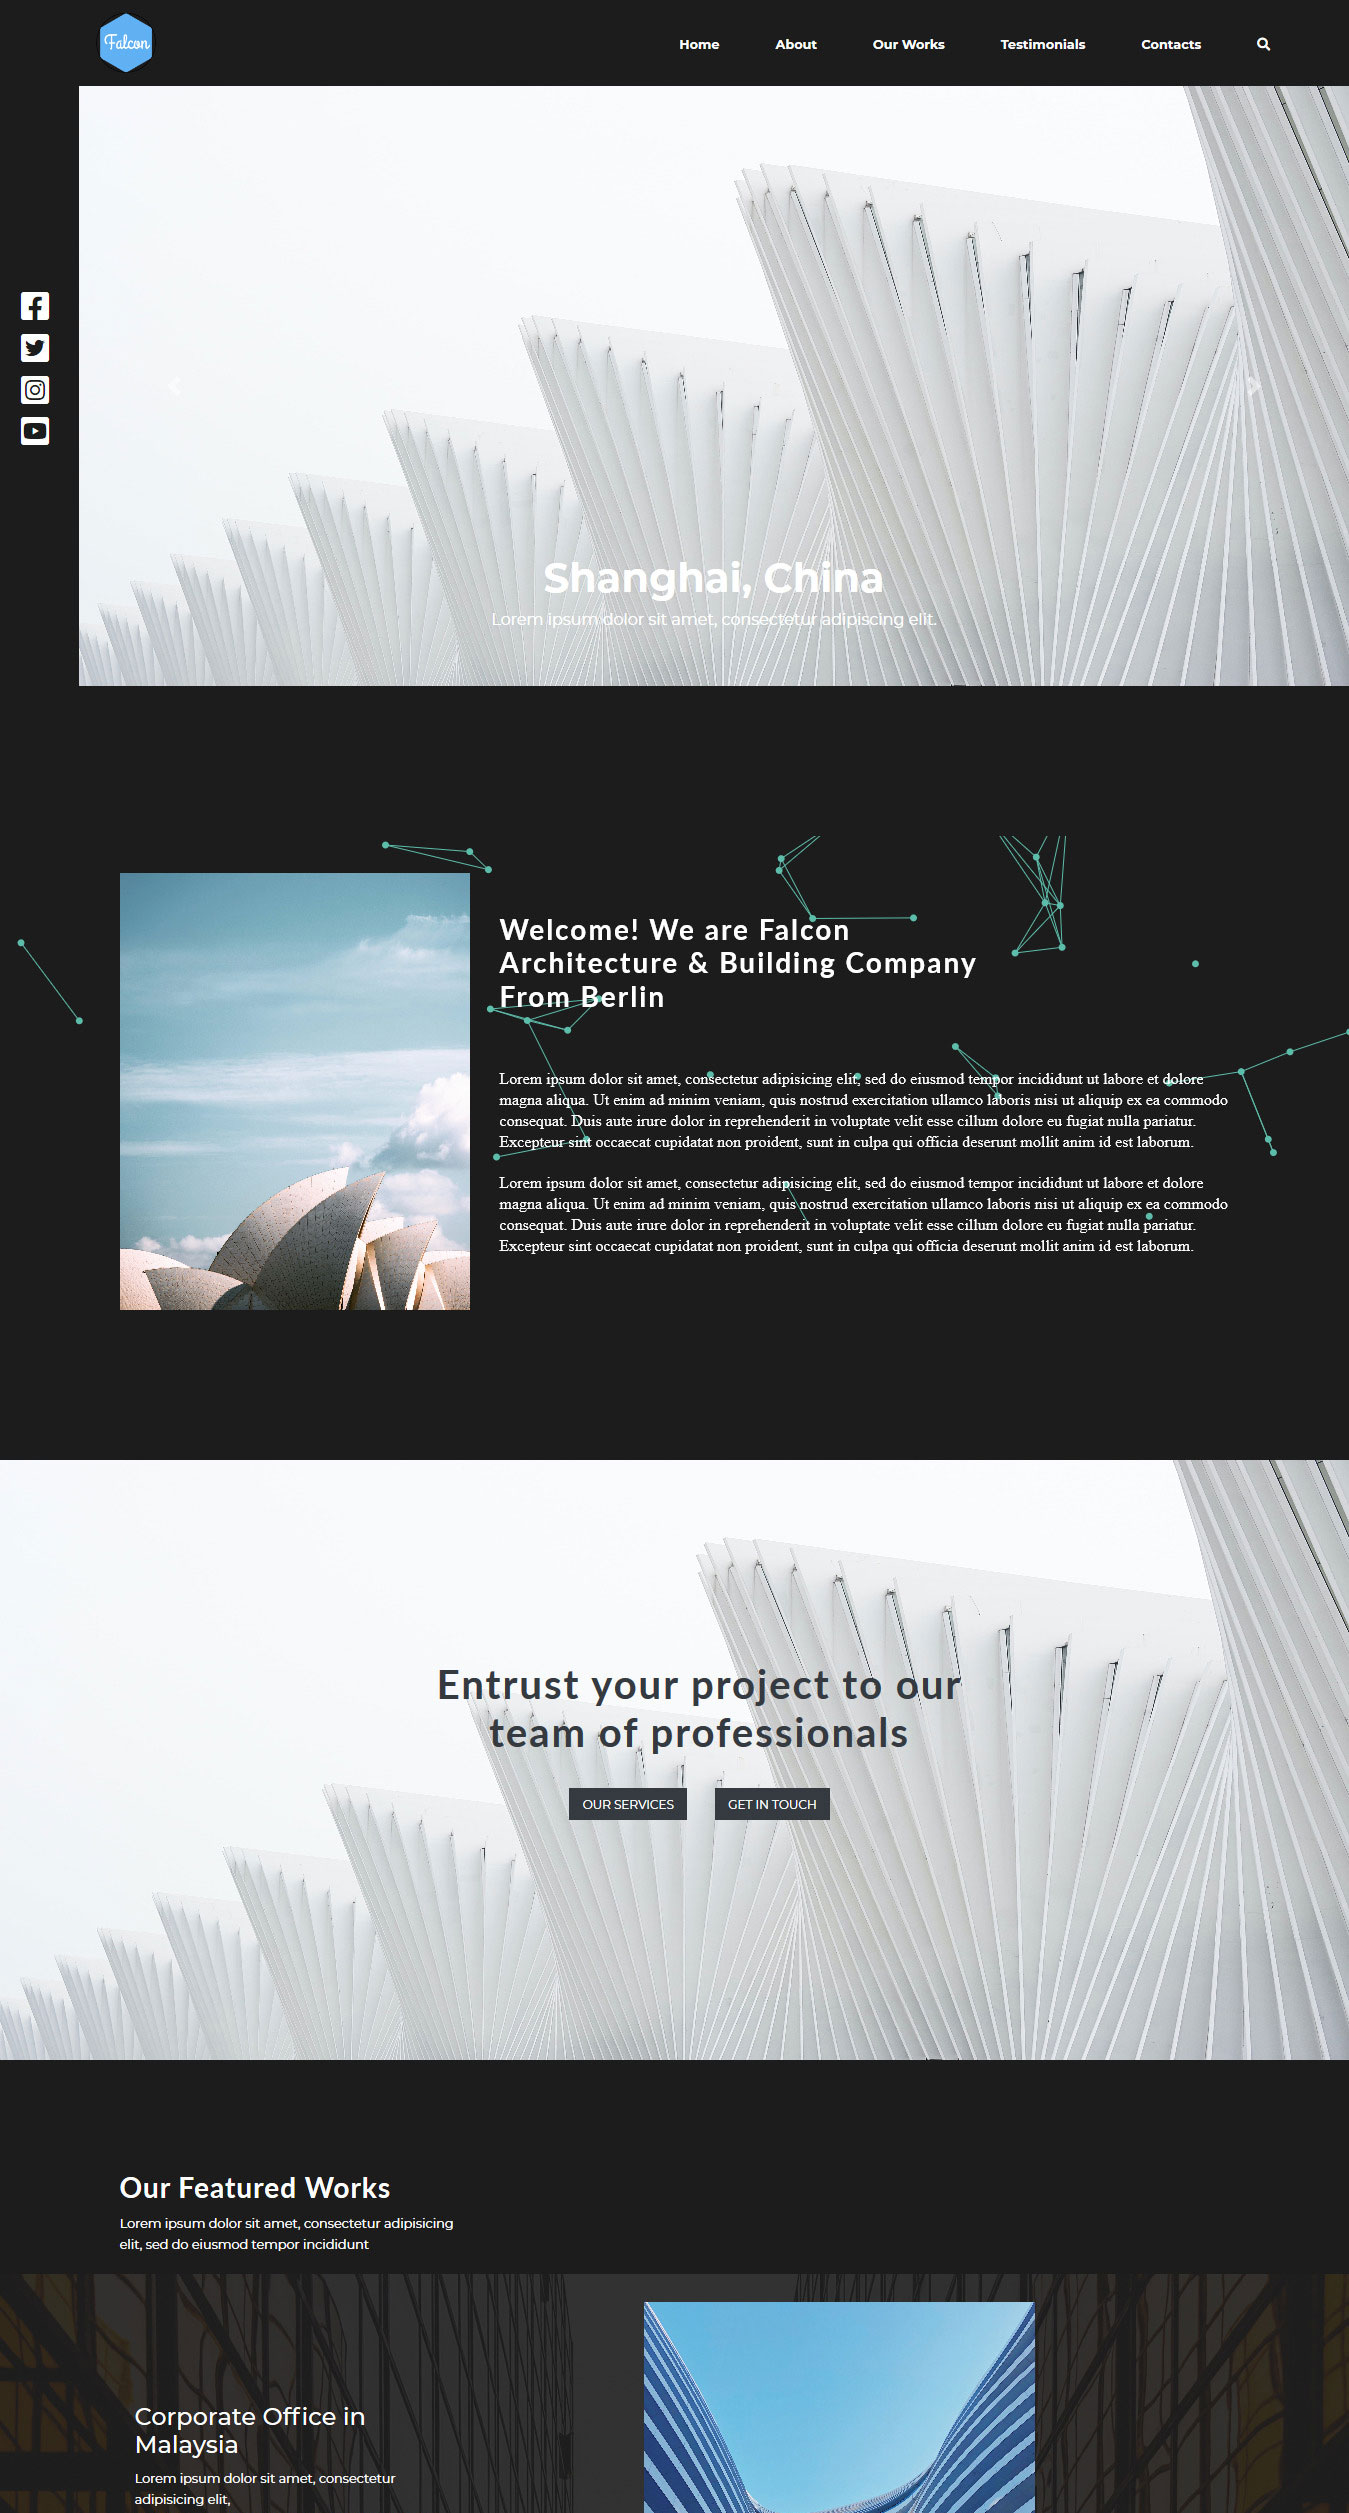 Falcon
Home About Our Works Testimonials Contacts
Shanghai, China
Lorem ipsum dolor sit amet, consectetur adipiscing elit.
Welcome! We are Falcon
Architecture & Building Company
From Berlin
Lorem ipsum dolor sit amet, consectetur adipisicing elit, sed do eiusmod tempor incididunt ut labore et dolore
magna aliqua. Ut enim ad minim veniam, quis nostrud exercitation ullamco laboris nisi ut aliquip ex ea commodo
consequat. Duis aute irure dolor in reprehenderit in voluptate velit esse cillum dolore eu fugiat nulla pariatur.
Excepteur sint occaecat cupidatat non proident, sunt in culpa qui officia deserunt mollit anim id est laborum.
Lorem ipsum dolor sit amet, consectetur adipisicing elit, sed do eiusmod tempor incididunt ut labore et dolore
magna aliqua. Ut enim ad minim veniam, quis nostrud exercitation ullamco laboris nisi ut aliquip ex ea commodo
consequat. Duis aute irure dolor in reprehenderit in voluptate velit esse cillum dolore eu fugiat nulla pariatur.
Excepteur sint occaecat cupidatat non proident, sunt in culpa qui officia deserunt mollit anim id est laborum.
Entrust your project to our
team of professionals
OUR SERVICES GET IN TOUCH
Our Featured Works
Lorem ipsum dolor sit amet, consectetur adipisicing
elit, sed do eiusmod tempor incididunt
Corporate Office in
Malaysia
Lorem ipsum dolor sit amet, consectetur
adipisicing elit,